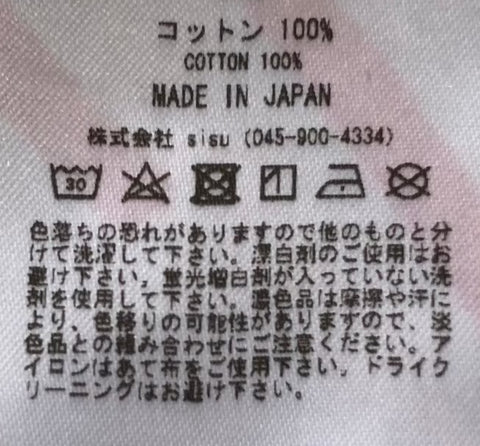 コットン 100%
COTTON 100%
MADE IN JAPAN
株式会社 sisu (045-900-4334)
30
色落ちの恐れがありますので他のものと分
けて洗濯して下さい。漂白剤のご使用はお
避け下さい。蛍光増白剤が入っていない洗
剤を使用して下さい。濃色品は摩擦や汗に
より、色移りの可能性がありますので、淡
色品との組み合わせにご注意ください。ア
イロンはあて布をご使用下さい。ドライク
リーニングはお避け下さい。